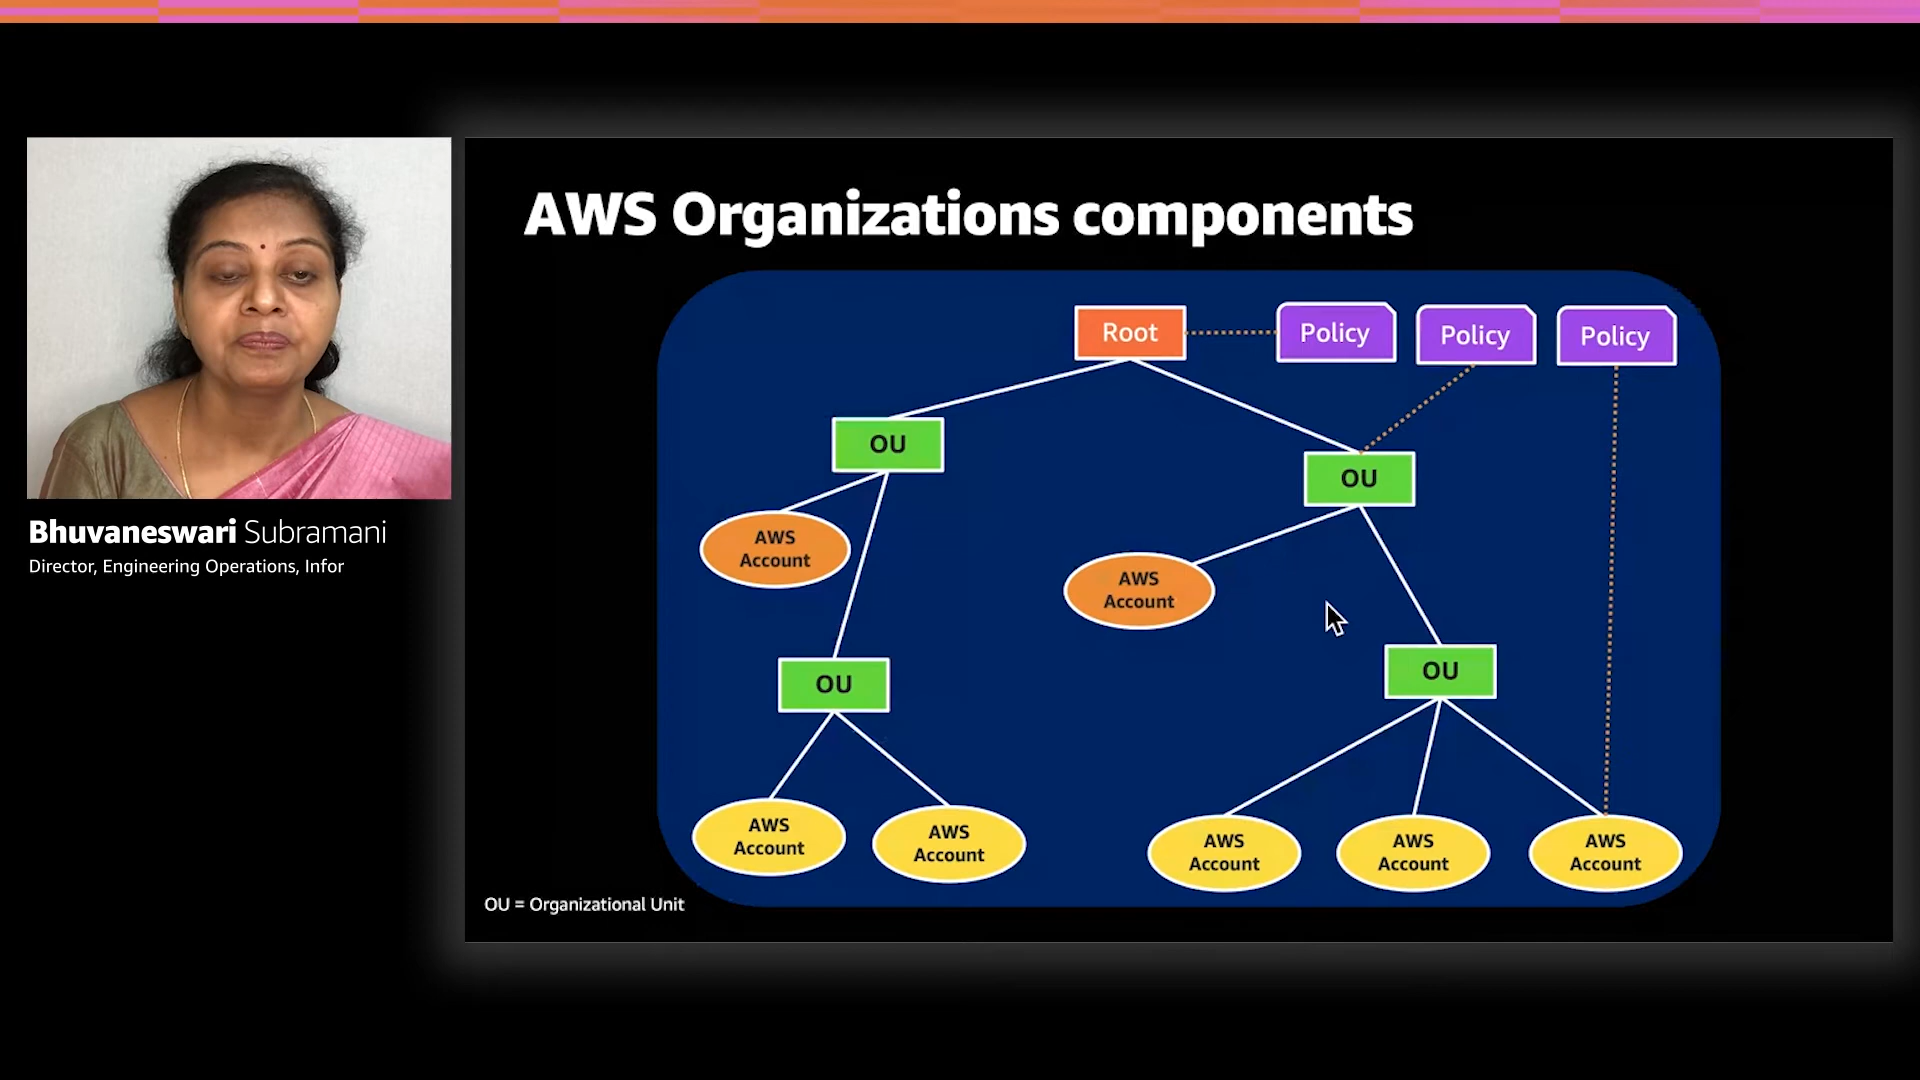 AWS Organizations components
Root
Policy
Policy
Policy
OU
OU
AWS
Account
AWS
Account
OU
OU
AWS
Account
AWS
Account
AWS
Account
AWS
Account
AWS
Account
OU = Organizational Unit
Bhuvaneswari Subramani
Director, Engineering Operations, Infor